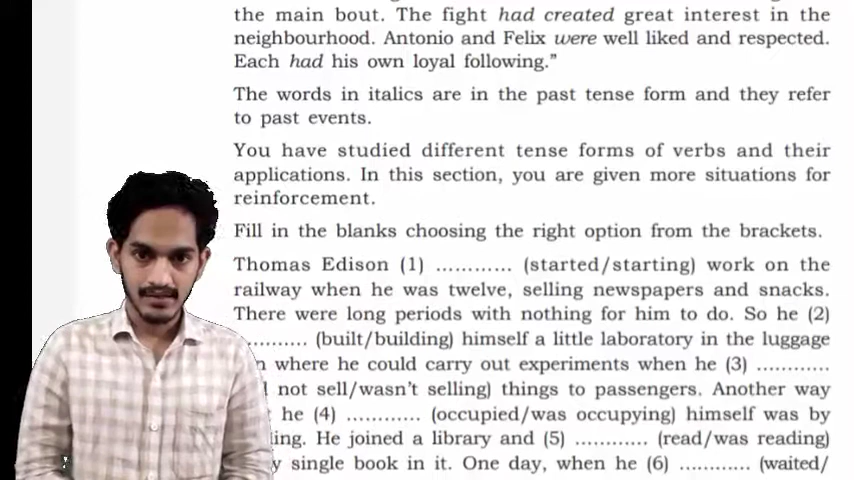 the main bout. The fight had created great interest in the
neighbourhood. Antonio and Felix were well liked and respected.
Each had his own loyal following.”
The words in italics are in the past tense form and they refer
to past events.
You have studied different tense forms of verbs and their
applications. In this section, you are given more situations for
reinforcement.
Fill in the blanks choosing the right option from the brackets.
Thomas Edison (1) ............ (started/starting) work on the
railway when he was twelve, selling newspapers and snacks.
There were long periods with nothing for him to do. So he (2)
.......... (built/building) himself a little laboratory in the luggage
where he could carry out experiments when he (3) ............
not sell/wasn't selling) things to passengers. Another way
he (4) ............ (occupied/was occupying) himself was by
He joined a library and (5) ............ (read/was reading)
single book in it. One day, when he (6) ............ (waited/